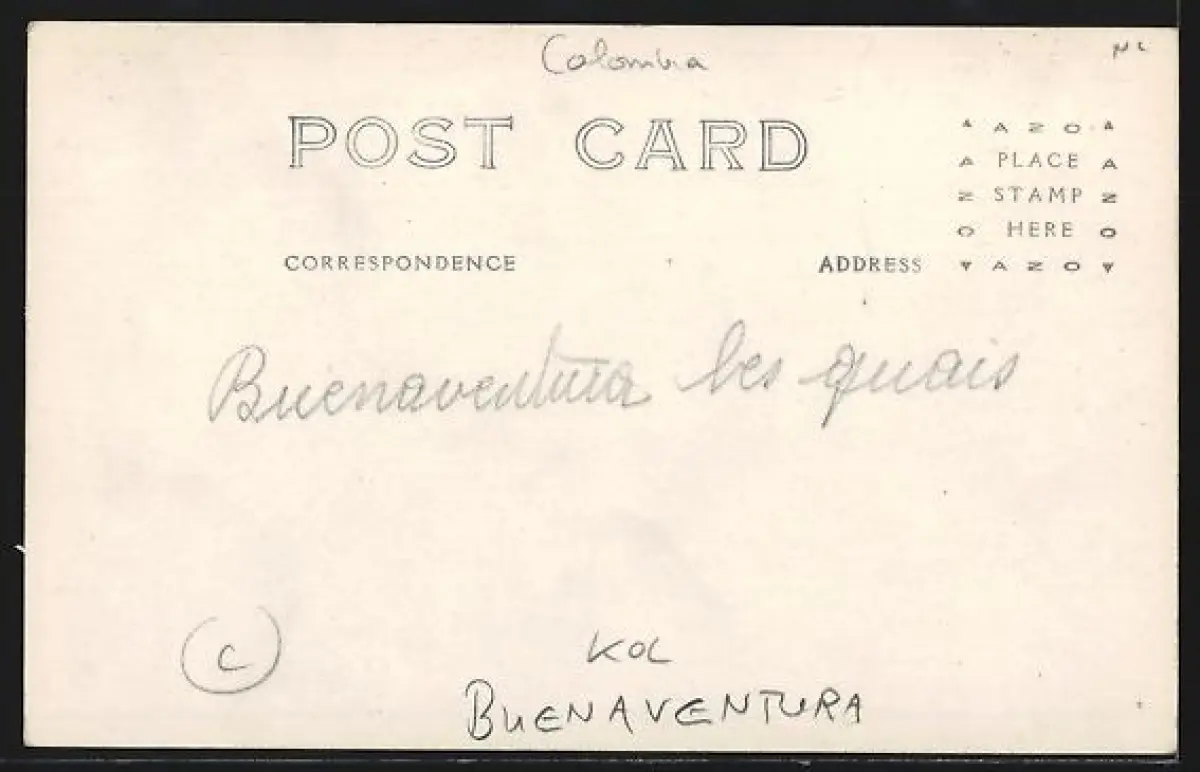 Colombia
POST CARD
AZO
A PLACE A
Z STAMP Z
O HERE O
AZO
CORRESPONDENCE
ADDRESS
Buenaventura les quais
C
KOL
BUENAVENTURA